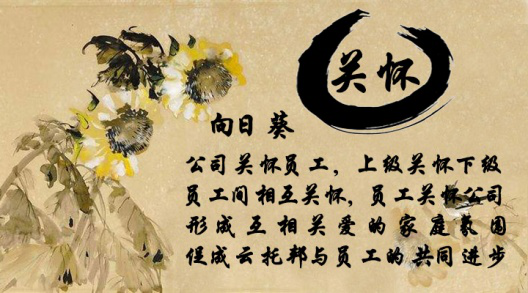 关怀
向日葵
公司关怀员工，上级关怀下级
员工间相互关怀，员工关怀公司
形成互相关爱的家庭氛围
促成云托邦与员工的共同进步